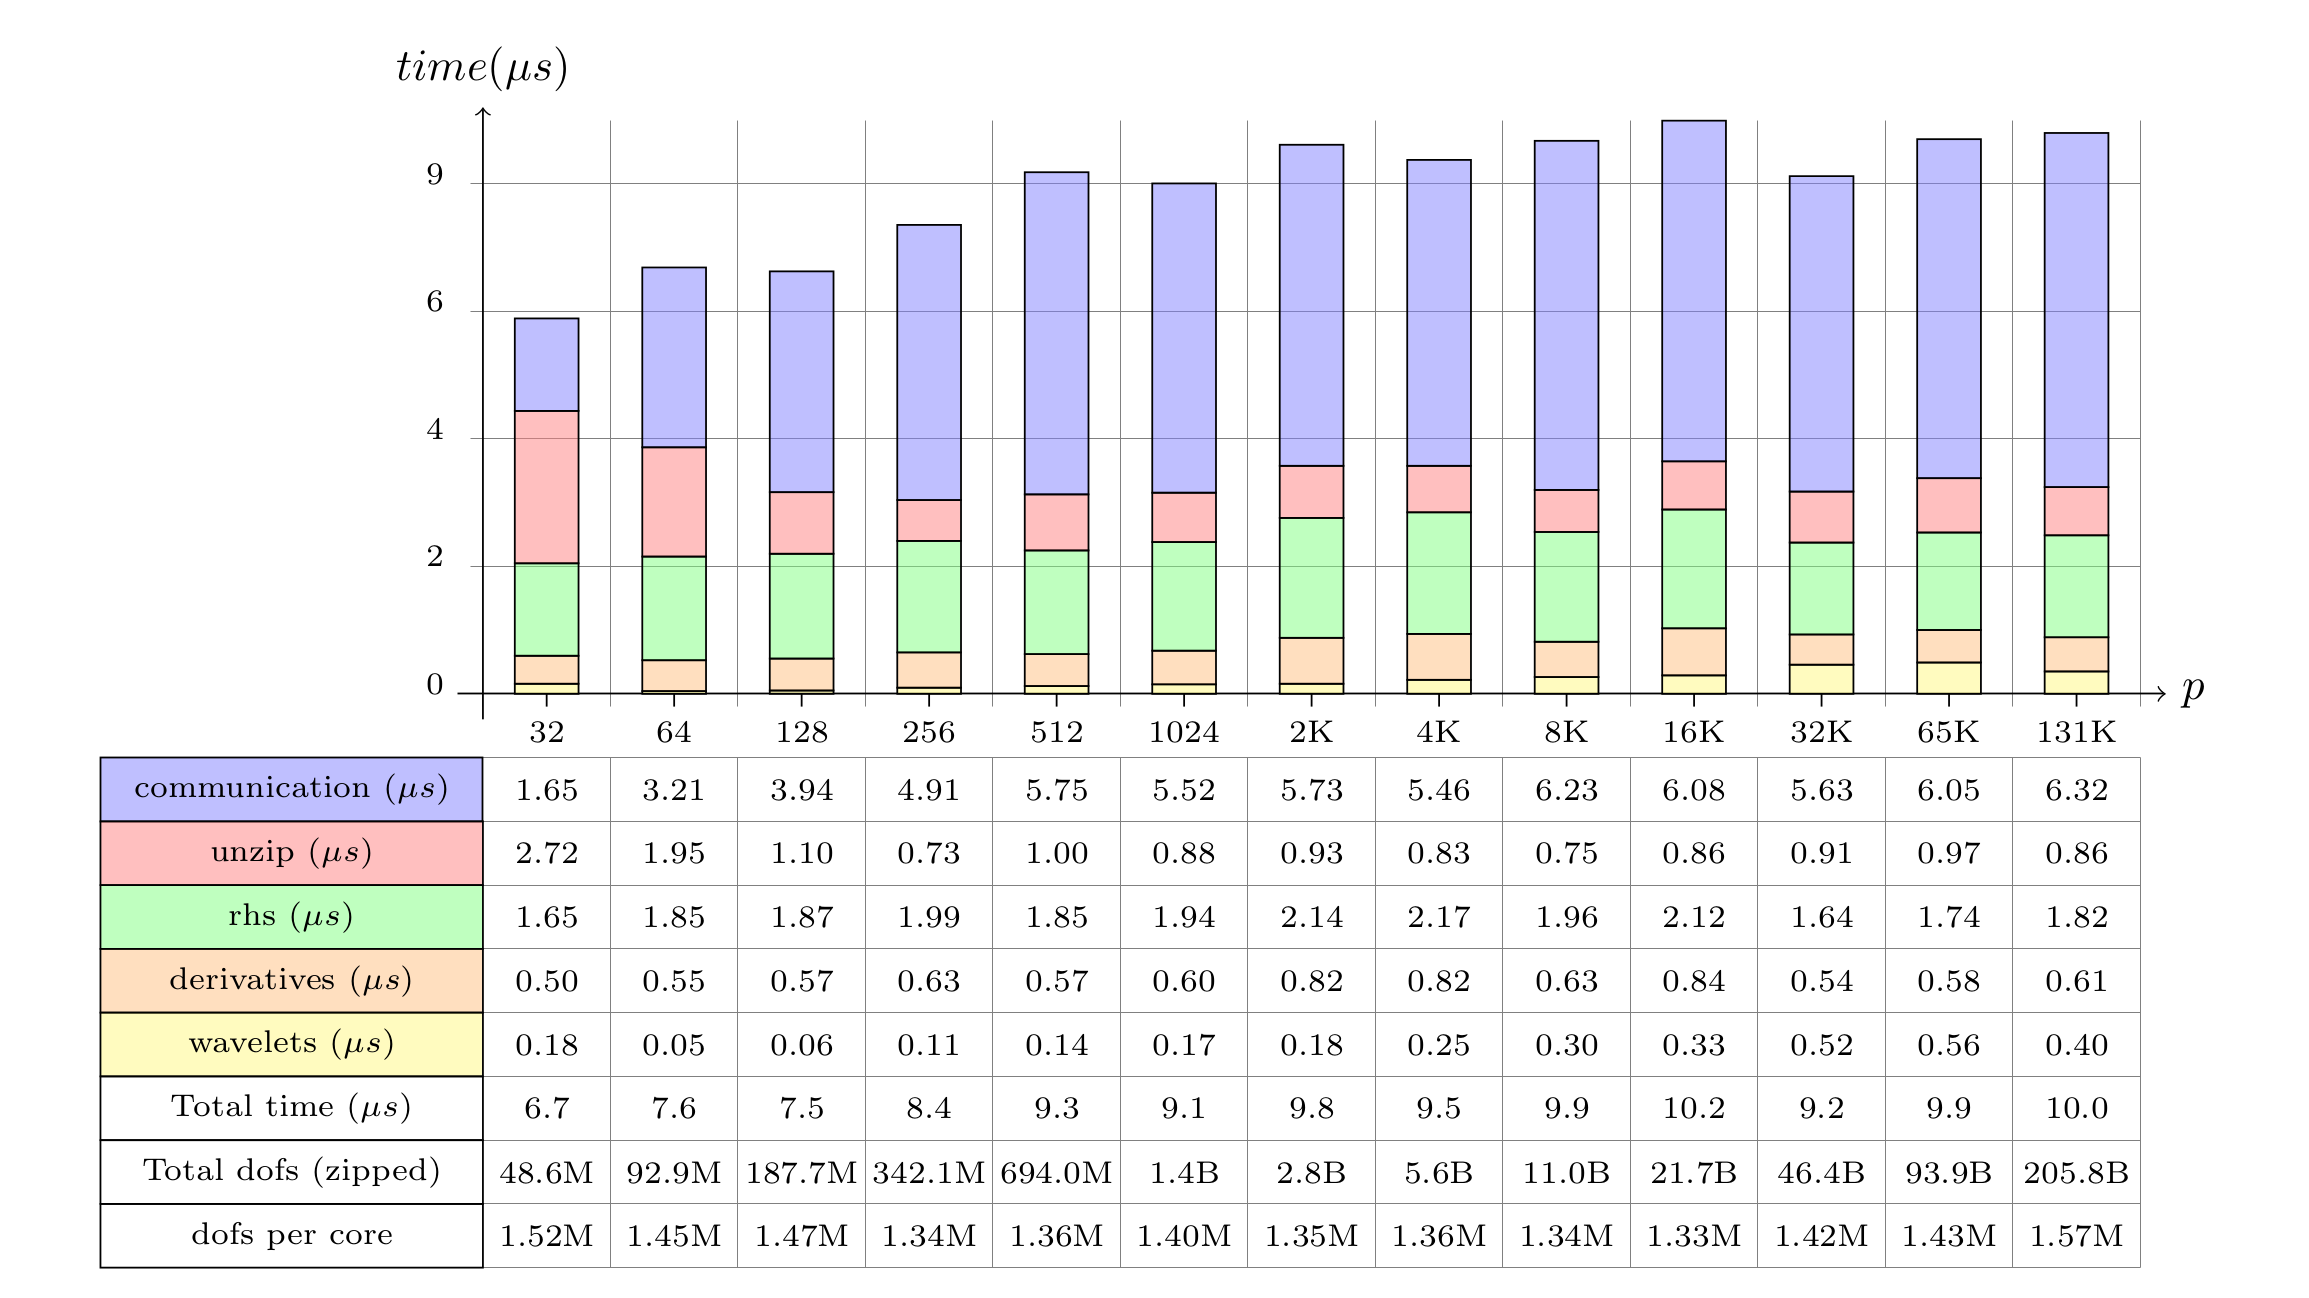 time(μs)
9
6
4
2
0
p
32 64 128 256 512 1024 2K 4K 8K 16K 32K 65K 131K
communication (μs) 1.65 3.21 3.94 4.91 5.75 5.52 5.73 5.46 6.23 6.08 5.63 6.05 6.32
unzip (μs) 2.72 1.95 1.10 0.73 1.00 0.88 0.93 0.83 0.75 0.86 0.91 0.97 0.86
rhs (μs) 1.65 1.85 1.87 1.99 1.85 1.94 2.14 2.17 1.96 2.12 1.64 1.74 1.82
derivatives (μs) 0.50 0.55 0.57 0.63 0.57 0.60 0.82 0.82 0.63 0.84 0.54 0.58 0.61
wavelets (μs) 0.18 0.05 0.06 0.11 0.14 0.17 0.18 0.25 0.30 0.33 0.52 0.56 0.40
Total time (μs) 6.7 7.6 7.5 8.4 9.3 9.1 9.8 9.5 9.9 10.2 9.2 9.9 10.0
Total dofs (zipped) 48.6M 92.9M 187.7M 342.1M 694.0M 1.4B 2.8B 5.6B 11.0B 21.7B 46.4B 93.9B 205.8B
dofs per core 1.52M 1.45M 1.47M 1.34M 1.36M 1.40M 1.35M 1.36M 1.34M 1.33M 1.42M 1.43M 1.57M